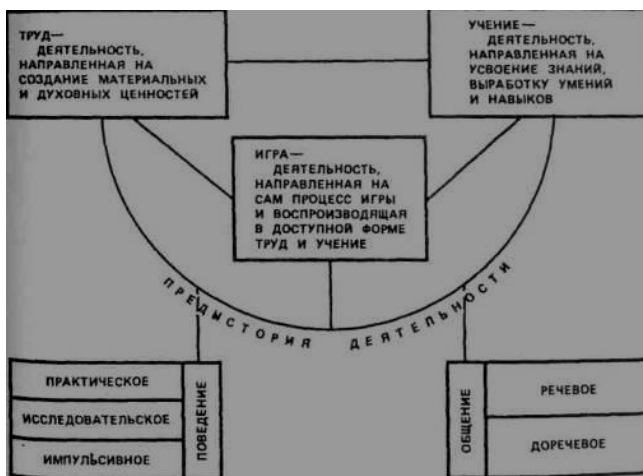 ТРУД—
ДЕЯТЕЛЬНОСТЬ,
НАПРАВЛЕННАЯ НА
СОЗДАНИЕ МАТЕРИАЛЬНЫХ
И ДУХОВНЫХ ЦЕННОСТЕЙ
УЧЕНИЕ—
ДЕЯТЕЛЬНОСТЬ,
НАПРАВЛЕННАЯ НА
УСВОЕНИЕ ЗНАНИЙ,
ВЫРАБОТКУ УМЕНИЙ
И НАВЫКОВ
ИГРА—
ДЕЯТЕЛЬНОСТЬ,
НАПРАВЛЕННАЯ НА
САМ ПРОЦЕСС ИГРЫ
И ВОСПРОИЗВОДЯЩАЯ
В ДОСТУПНОЙ ФОРМЕ
ТРУД И УЧЕНИЕ
ПРЕДЫСТОРИЯ ДЕЯТЕЛЬНОСТИ
ПРАКТИЧЕСКОЕ
ИССЛЕДОВАТЕЛЬСКОЕ
ИМПУЛЬСИВНОЕ
ПОВЕДЕНИЕ
ОБЩЕНИЕ
РЕЧЕВОЕ
ДОРЕЧЕВОЕ